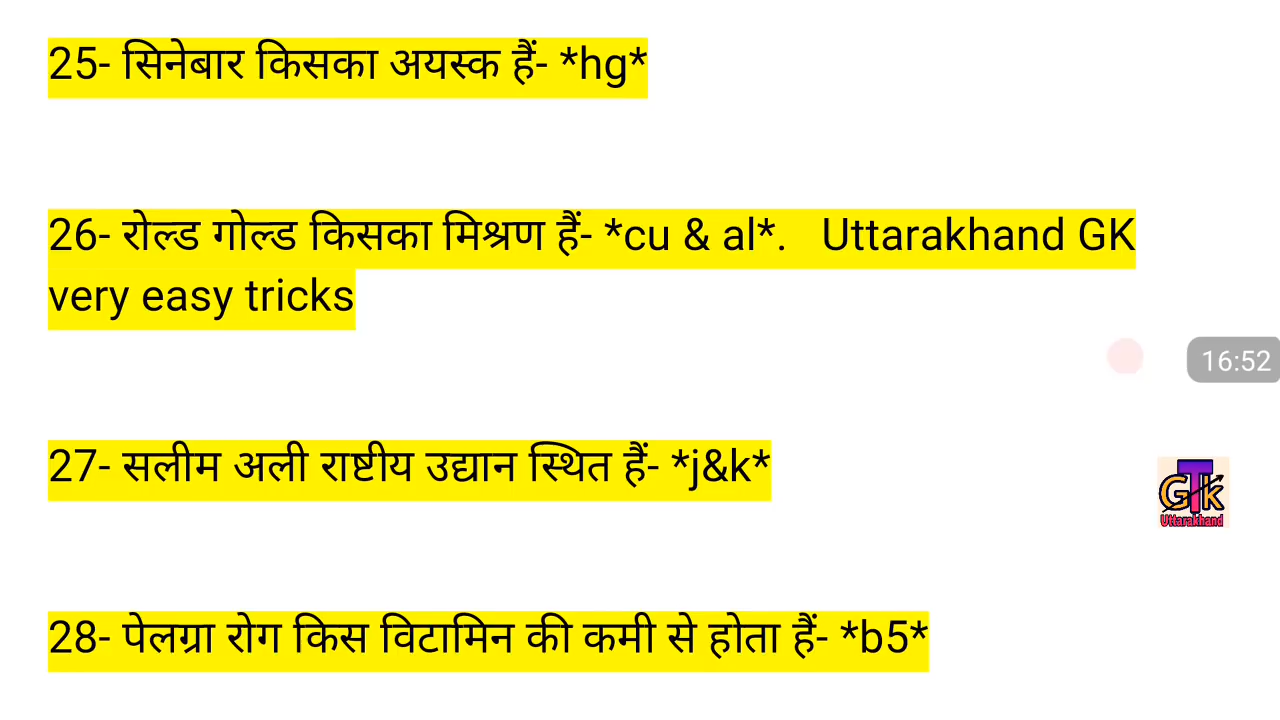 25- सिनेबार किसका अयस्क हैं- *hg*
26- रोल्ड गोल्ड किसका मिश्रण हैं- *cu & al*.   Uttarakhand GK
very easy tricks
16:52
27- सलीम अली राष्टीय उद्यान स्थित हैं- *j&k*
GTk
Uttarakhand
28- पेलग्रा रोग किस विटामिन की कमी से होता हैं- *b5*